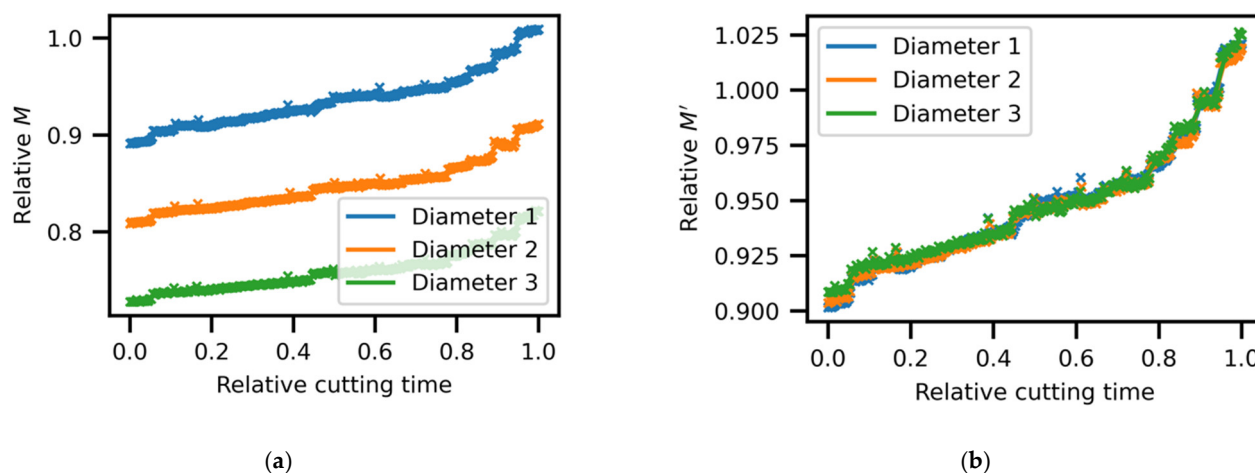 1.0
0.9
0.8
Relative M
Diameter 1
Diameter 2
Diameter 3
0.0 0.2 0.4 0.6 0.8 1.0
Relative cutting time
(a)
1.025
1.000
0.975
0.950
0.925
0.900
Relative M′
Diameter 1
Diameter 2
Diameter 3
0.0 0.2 0.4 0.6 0.8 1.0
Relative cutting time
(b)